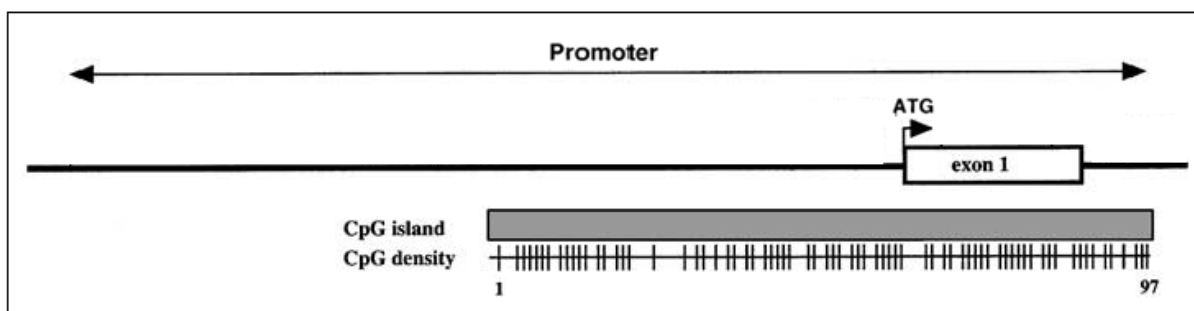 Promoter
ATG
exon 1
CpG island
CpG density
1 97